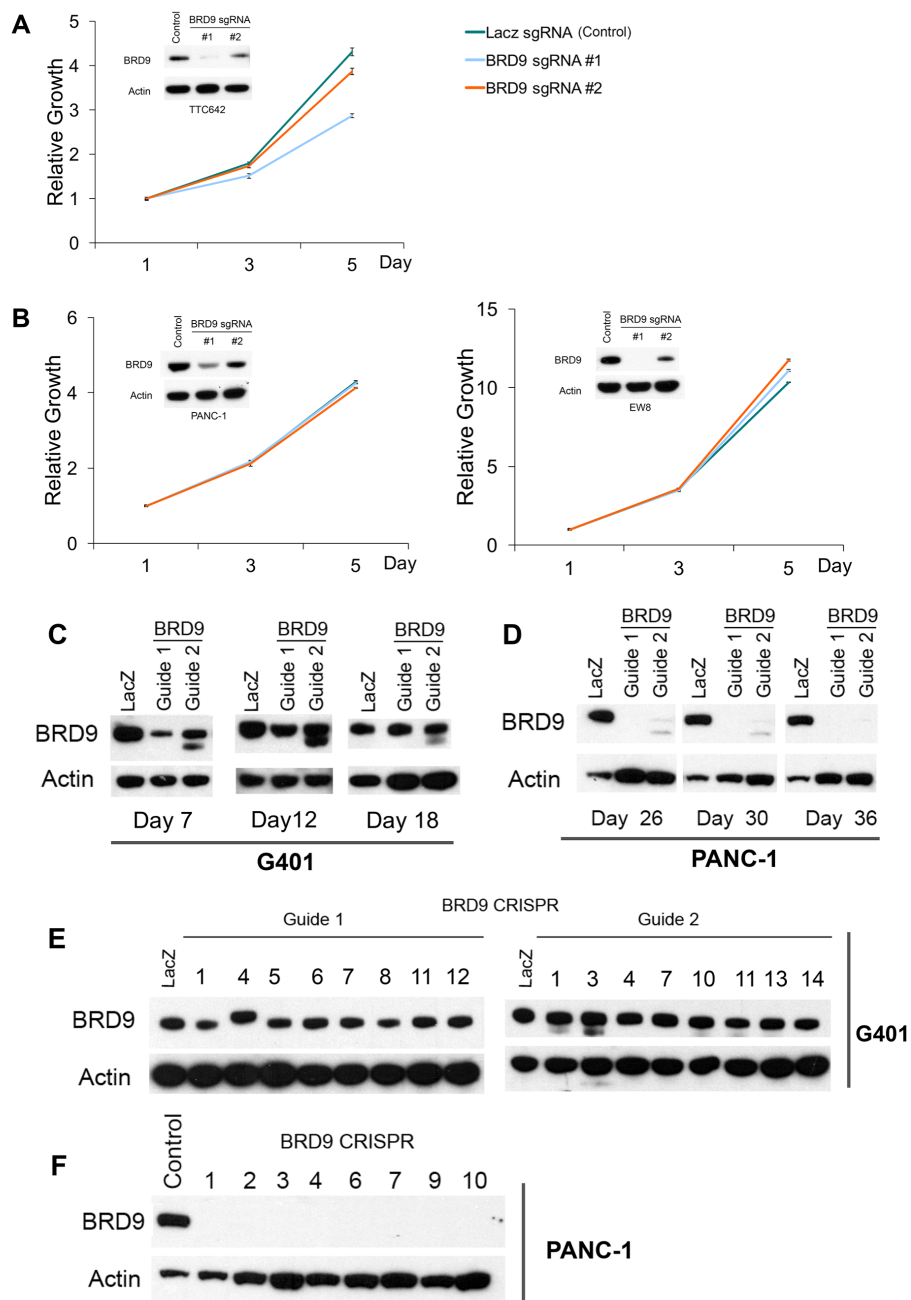 A
5
4
3
2
1
0
Relative Growth
1 3 5 Day
Control
BRD9 sgRNA
#1 #2
BRD9
Actin
TTC642
Lacz sgRNA (Control)
BRD9 sgRNA #1
BRD9 sgRNA #2
B
6
4
2
0
Relative Growth
1 3 5 Day
Control
BRD9 sgRNA
#1 #2
BRD9
Actin
PANC-1
15
10
5
0
Relative Growth
1 3 5 Day
Control
BRD9 sgRNA
#1 #2
BRD9
Actin
EW8
C
BRD9 BRD9 BRD9
LacZ Guide 1 Guide 2 LacZ Guide 1 Guide 2 LacZ Guide 1 Guide 2
BRD9
Actin
Day 7 Day12 Day 18
G401
D
BRD9 BRD9 BRD9
LacZ Guide 1 Guide 2 LacZ Guide 1 Guide 2 LacZ Guide 1 Guide 2
BRD9
Actin
Day 26 Day 30 Day 36
PANC-1
E
BRD9 CRISPR
Guide 1 Guide 2
LacZ 1 4 5 6 7 8 11 12 LacZ 1 3 4 7 10 11 13 14
BRD9
Actin
G401
F
BRD9 CRISPR
Control 1 2 3 4 6 7 9 10
BRD9
Actin
PANC-1